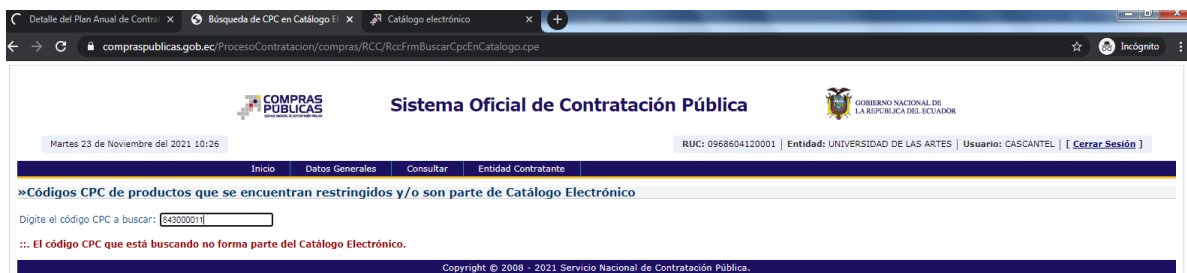 Detalle del Plan Anual de Contrat
Búsqueda de CPC en Catálogo El
Catálogo electrónico
compraspublicas.gob.ec/ProcesoContratacion/compras/RCC/RccFrmBuscarCpcEnCatalogo.cpe
Incógnito
COMPRAS
PÚBLICAS
Sistema Oficial de Contratación Pública
GOBIERNO NACIONAL DE
LA REPUBLICA DEL ECUADOR
Martes 23 de Noviembre del 2021 10:26
RUC: 0968604120001 | Entidad: UNIVERSIDAD DE LAS ARTES | Usuario: CASCANTEL | [ Cerrar Sesión ]
Inicio Datos Generales Consultar Entidad Contratante
»Códigos CPC de productos que se encuentran restringidos y/o son parte de Catálogo Electrónico
Digite el código CPC a buscar: 843000011
::. El código CPC que está buscando no forma parte del Catálogo Electrónico.
Copyright © 2008 - 2021 Servicio Nacional de Contratación Pública.